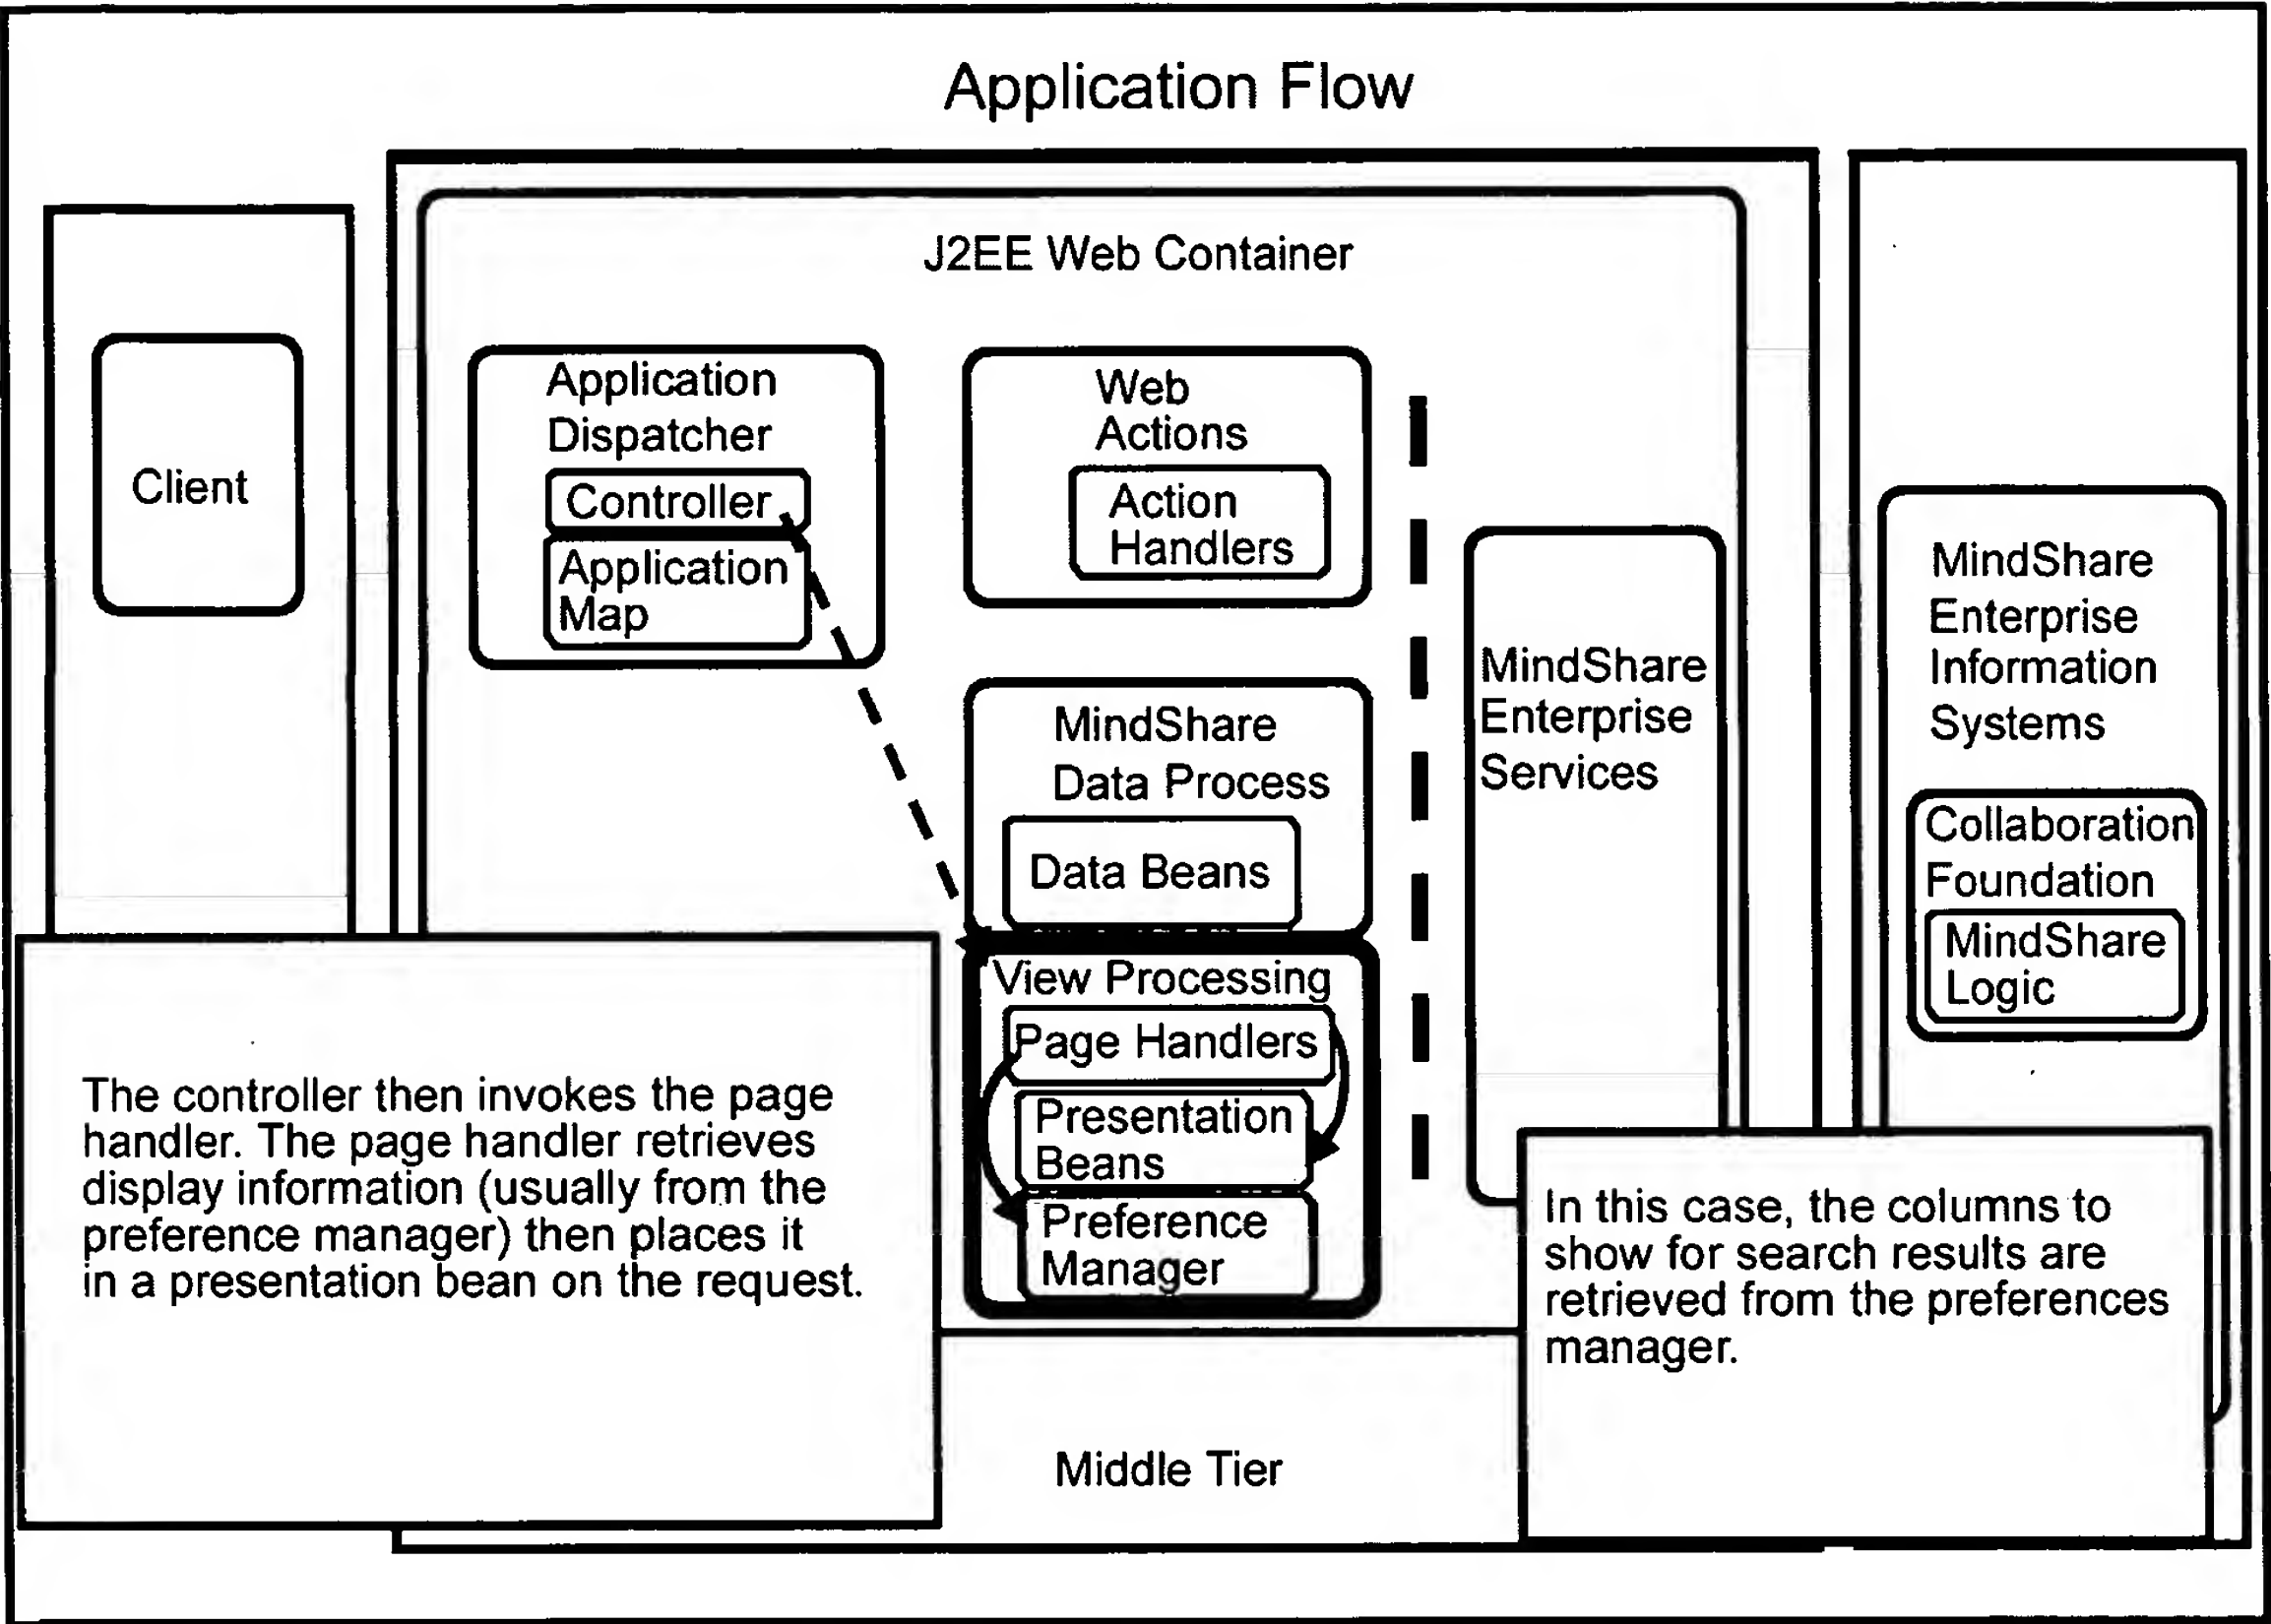 Application Flow
J2EE Web Container
Client
Application
Dispatcher
Controller
Application
Map
Web
Actions
Action
Handlers
MindShare
Data Process
Data Beans
View Processing
Page Handlers
Presentation
Beans
Preference
Manager
MindShare
Enterprise
Services
MindShare
Enterprise
Information
Systems
Collaboration
Foundation
MindShare
Logic
The controller then invokes the page
handler. The page handler retrieves
display information (usually from the
preference manager) then places it
in a presentation bean on the request.
In this case, the columns to
show for search results are
retrieved from the preferences
manager.
Middle Tier